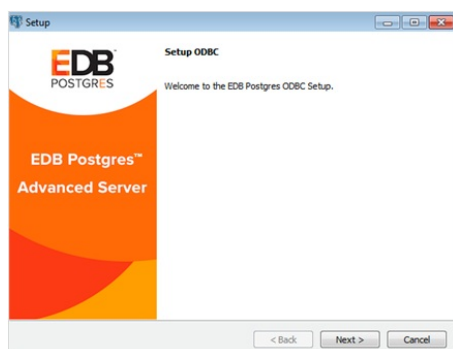 Setup
EDB
POSTGRES
Setup ODBC
Welcome to the EDB Postgres ODBC Setup.
EDB Postgres™
Advanced Server
< Back
Next >
Cancel